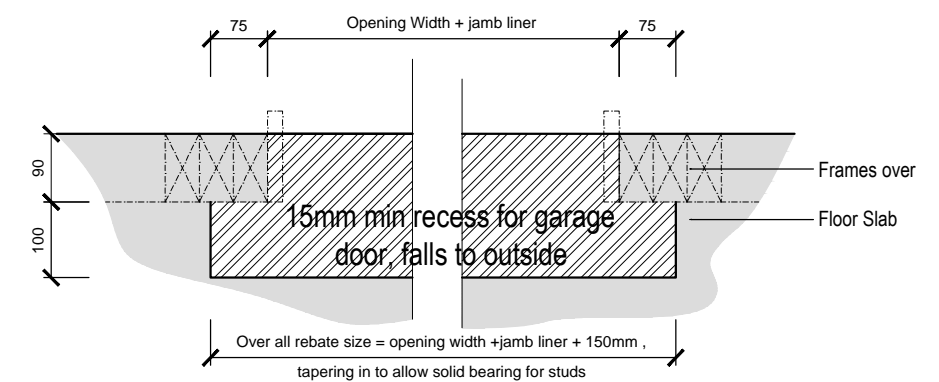 75
Opening Width + jamb liner
75
90
Frames over
15mm min recess for garage
Floor Slab
100
door, falls to outside
Over all rebate size = opening width +jamb liner + 150mm ,
tapering in to allow solid bearing for studs